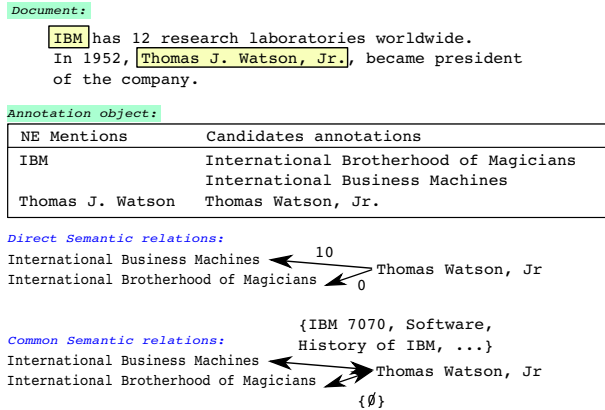 Document:
IBM has 12 research laboratories worldwide.
In 1952, Thomas J. Watson, Jr., became president
of the company.
Annotation object:
NE Mentions Candidates annotations
IBM International Brotherhood of Magicians
International Business Machines
Thomas J. Watson Thomas Watson, Jr.
Direct Semantic relations:
10
International Business Machines
Thomas Watson, Jr
International Brotherhood of Magicians
0
{IBM 7070, Software,
Common Semantic relations:
History of IBM, ...}
International Business Machines
Thomas Watson, Jr
International Brotherhood of Magicians
{Ø}